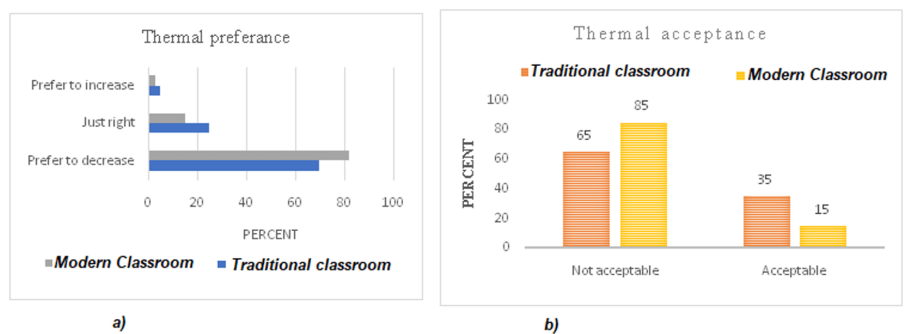 Thermal preferance
Prefer to increase
Just right
Prefer to decrease
0 20 40 60 80 100
PERCENT
Modern Classroom Traditional classroom
a)
Thermal acceptance
Traditional classroom Modern Classroom
100
80
60
40
20
0
PERCENT
65 85
35 15
Not acceptable Acceptable
b)